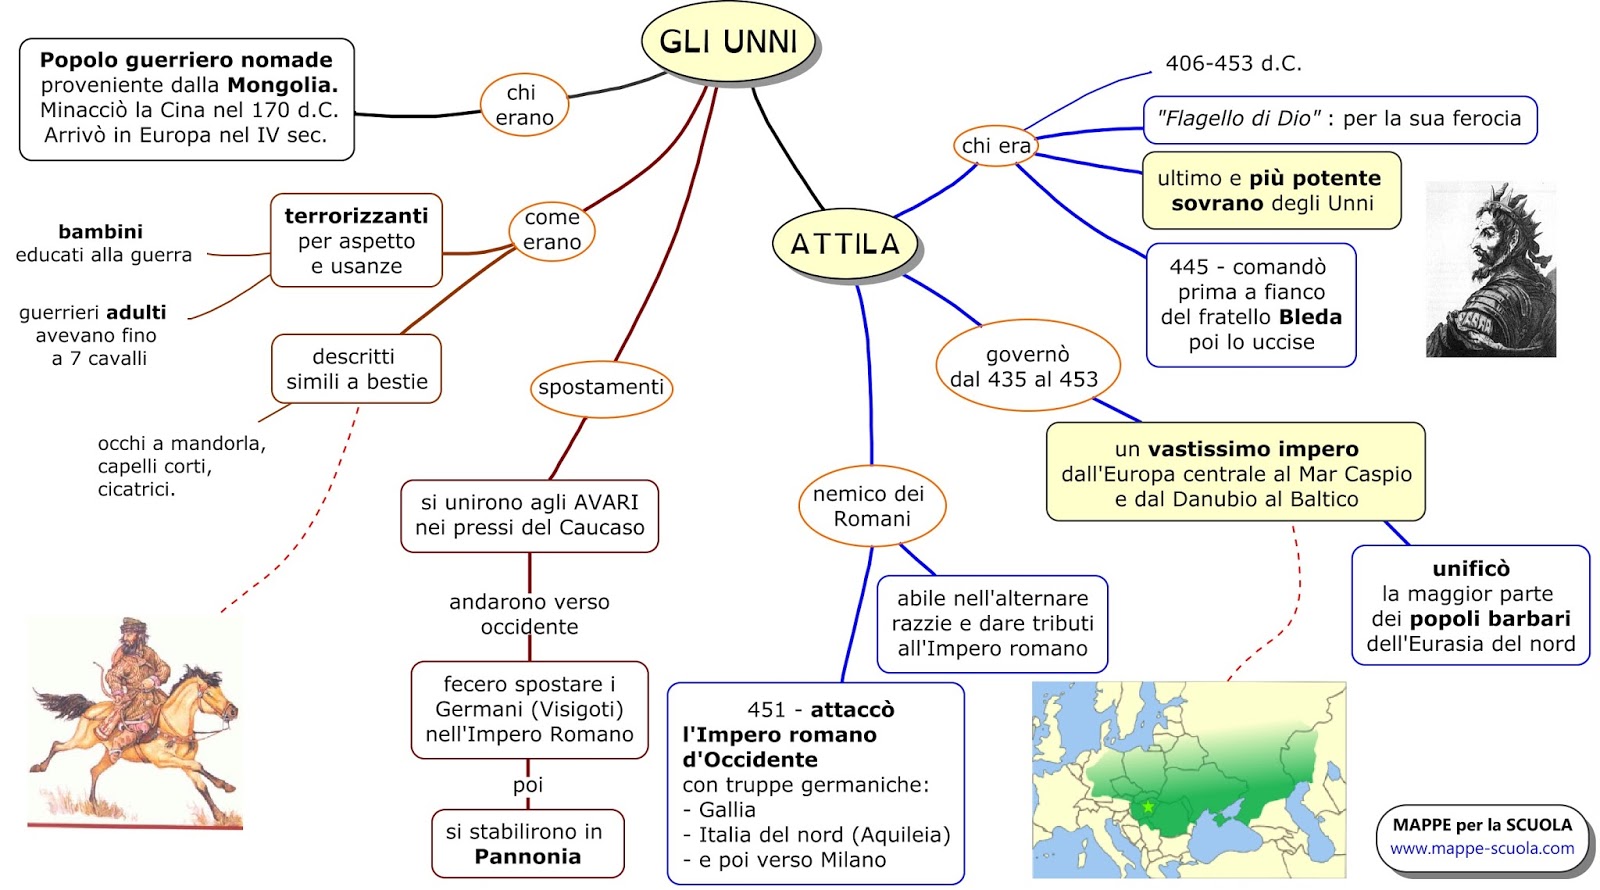 GLI UNNI
chi
erano
Popolo guerriero nomade
proveniente dalla Mongolia.
Minacciò la Cina nel 170 d.C.
Arrivò in Europa nel IV sec.
come
erano
terrorizzanti
per aspetto
e usanze
bambini
educati alla guerra
guerrieri adulti
avevano fino
a 7 cavalli
descritti
simili a bestie
occhi a mandorla,
capelli corti,
cicatrici.
spostamenti
si unirono agli AVARI
nei pressi del Caucaso
andarono verso
occidente
fecero spostare i
Germani (Visigoti)
nell'Impero Romano
poi
si stabilirono in
Pannonia
ATTILA
chi era
406-453 d.C.
"Flagello di Dio" : per la sua ferocia
ultimo e più potente
sovrano degli Unni
445 - comandò
prima a fianco
del fratello Bleda
poi lo uccise
governò
dal 435 al 453
un vastissimo impero
dall'Europa centrale al Mar Caspio
e dal Danubio al Baltico
unificò
la maggior parte
dei popoli barbari
dell'Eurasia del nord
nemico dei
Romani
abile nell'alternare
razzie e dare tributi
all'Impero romano
451 - attaccò
l'Impero romano
d'Occidente
con truppe germaniche:
- Gallia
- Italia del nord (Aquileia)
- e poi verso Milano
MAPPE per la SCUOLA
www.mappe-scuola.com